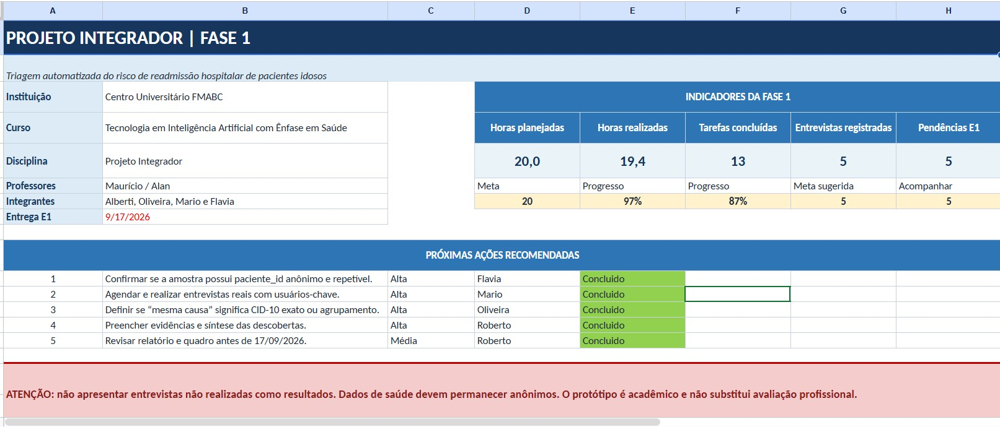 A B C D E F G H
PROJETO INTEGRADOR | FASE 1
Triagem automatizada do risco de readmissão hospitalar de pacientes idosos
Instituição Centro Universitário FMABC INDICADORES DA FASE 1
Curso Tecnologia em Inteligência Artificial com Ênfase em Saúde Horas planejadas Horas realizadas Tarefas concluídas Entrevistas registradas Pendências E1
Disciplina Projeto Integrador 20,0 19,4 13 5 5
Professores Maurício / Alan Meta Progresso Progresso Meta sugerida Acompanhar
Integrantes Alberti, Oliveira, Mario e Flavia 20 97% 87% 5 5
Entrega E1 9/17/2026
PRÓXIMAS AÇÕES RECOMENDADAS
1 Confirmar se a amostra possui paciente_id anônimo e repetível. Alta Flavia Concluido
2 Agendar e realizar entrevistas reais com usuários-chave. Alta Mario Concluido
3 Definir se “mesma causa” significa CID-10 exato ou agrupamento. Alta Oliveira Concluido
4 Preencher evidências e síntese das descobertas. Alta Roberto Concluido
5 Revisar relatório e quadro antes de 17/09/2026. Média Roberto Concluido
ATENÇÃO: não apresentar entrevistas não realizadas como resultados. Dados de saúde devem permanecer anônimos. O protótipo é acadêmico e não substitui avaliação profissional.